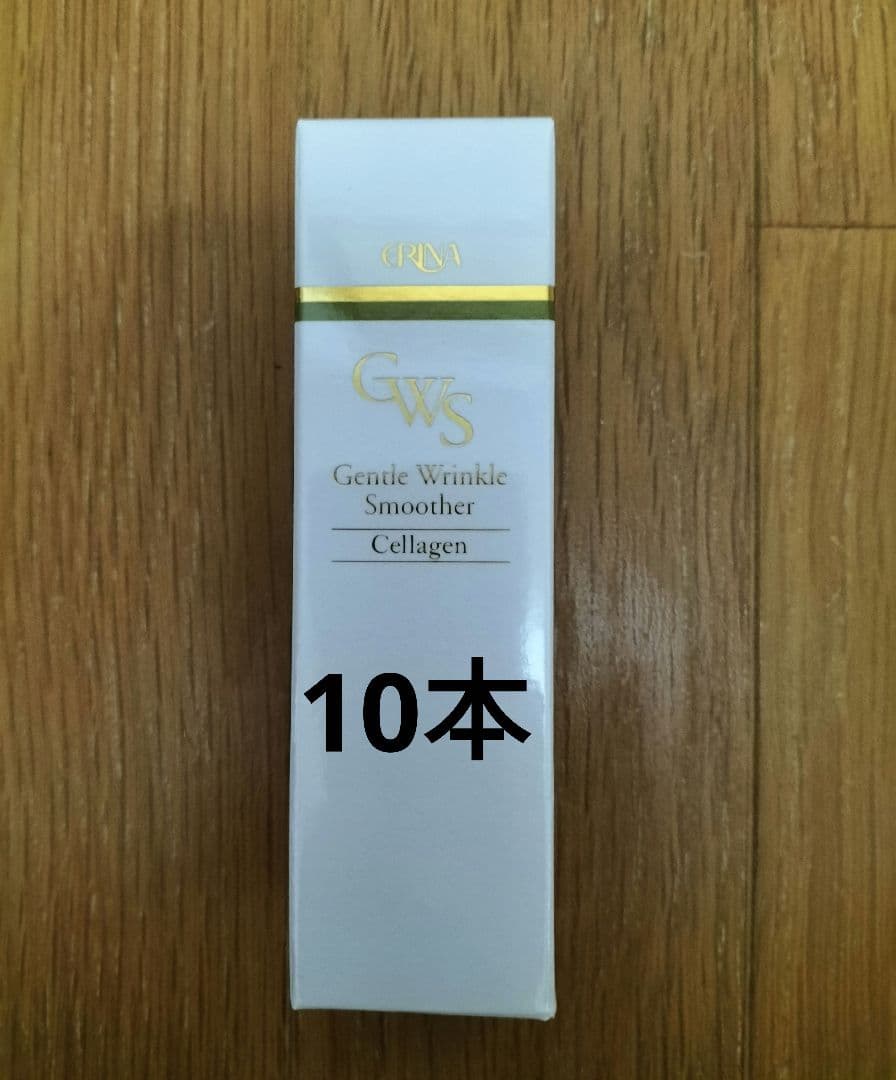 ERINA
GWS
Gentle Wrinkle
Smoother
Cellagen
10本